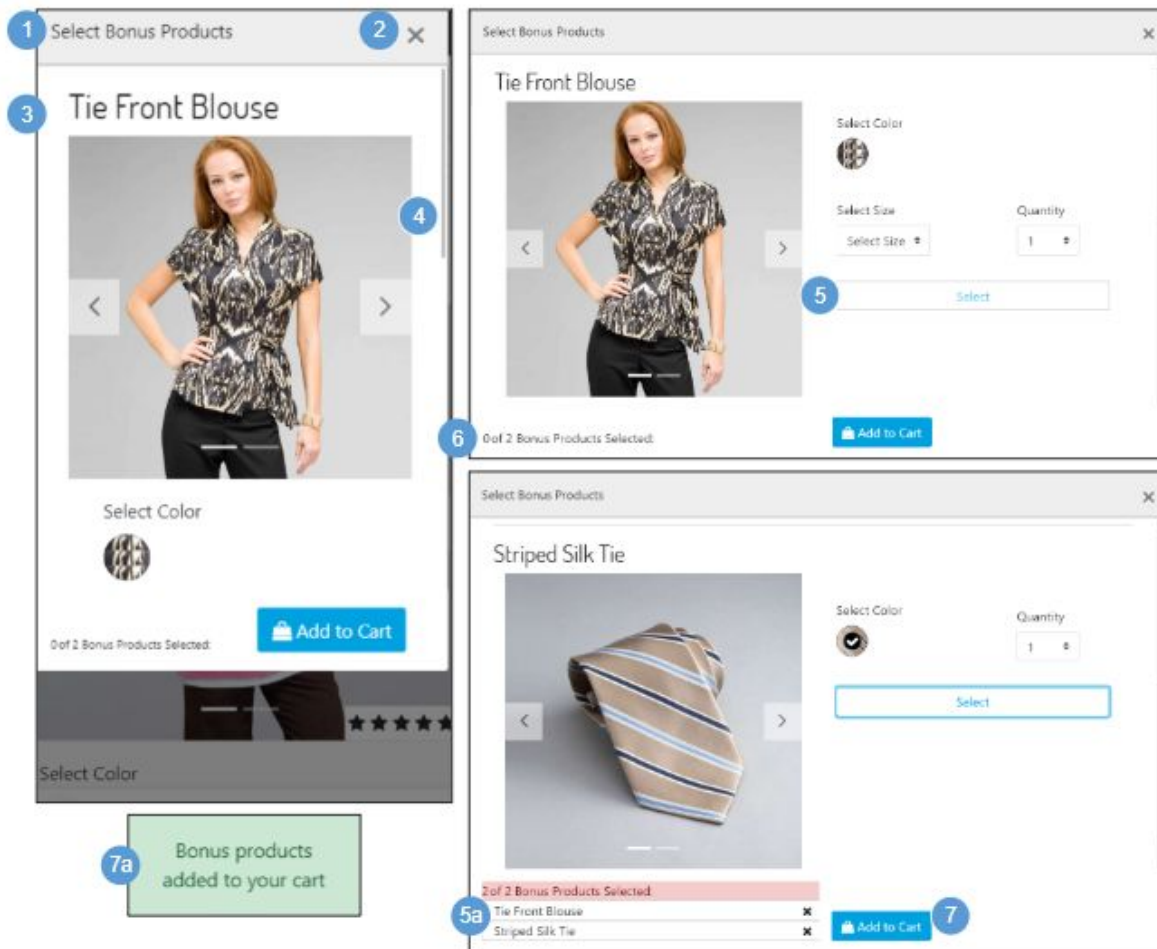 1
Select Bonus Products
2
×
3
Tie Front Blouse
4
Select Color
0 of 2 Bonus Products Selected:
Add to Cart
Select Color
7a
Bonus products
added to your cart
Select Bonus Products
×
Tie Front Blouse
Select Color
Select Size
Quantity
Select Size
1
5
Select
6
0 of 2 Bonus Products Selected:
Add to Cart
Select Bonus Products
×
Striped Silk Tie
Select Color
Quantity
1
Select
2 of 2 Bonus Products Selected:
5a
Tie Front Blouse
Striped Silk Tie
Add to Cart
7